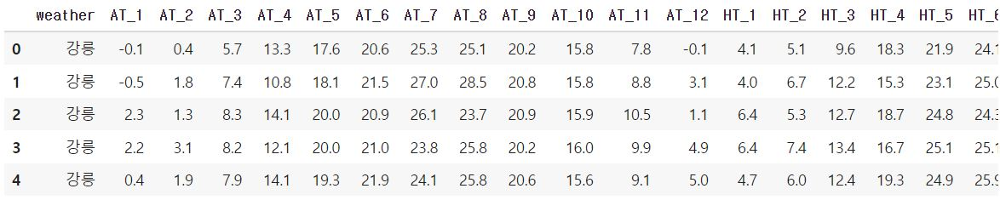 weather AT_1 AT_2 AT_3 AT_4 AT_5 AT_6 AT_7 AT_8 AT_9 AT_10 AT_11 AT_12 HT_1 HT_2 HT_3 HT_4 HT_5
0 강릉 -0.1 0.4 5.7 13.3 17.6 20.6 25.3 25.1 20.2 15.8 7.8 -0.1 4.1 5.1 9.6 18.3 21.9 24.1
1 강릉 -0.5 1.8 7.4 10.8 18.1 21.5 27.0 28.5 20.8 15.8 8.8 3.1 4.0 6.7 12.2 15.3 23.1 25.0
2 강릉 2.3 1.3 8.3 14.1 20.0 20.9 26.1 23.7 20.9 15.9 10.5 1.1 6.4 5.3 12.7 18.7 24.8 24.3
3 강릉 2.2 3.1 8.2 12.1 20.0 21.0 23.8 25.8 20.2 16.0 9.9 4.9 6.4 7.4 13.4 16.7 25.1 25.1
4 강릉 0.4 1.9 7.9 14.1 19.3 21.9 24.1 25.8 20.6 15.6 9.1 5.0 4.7 6.0 12.4 19.3 24.9 25.9